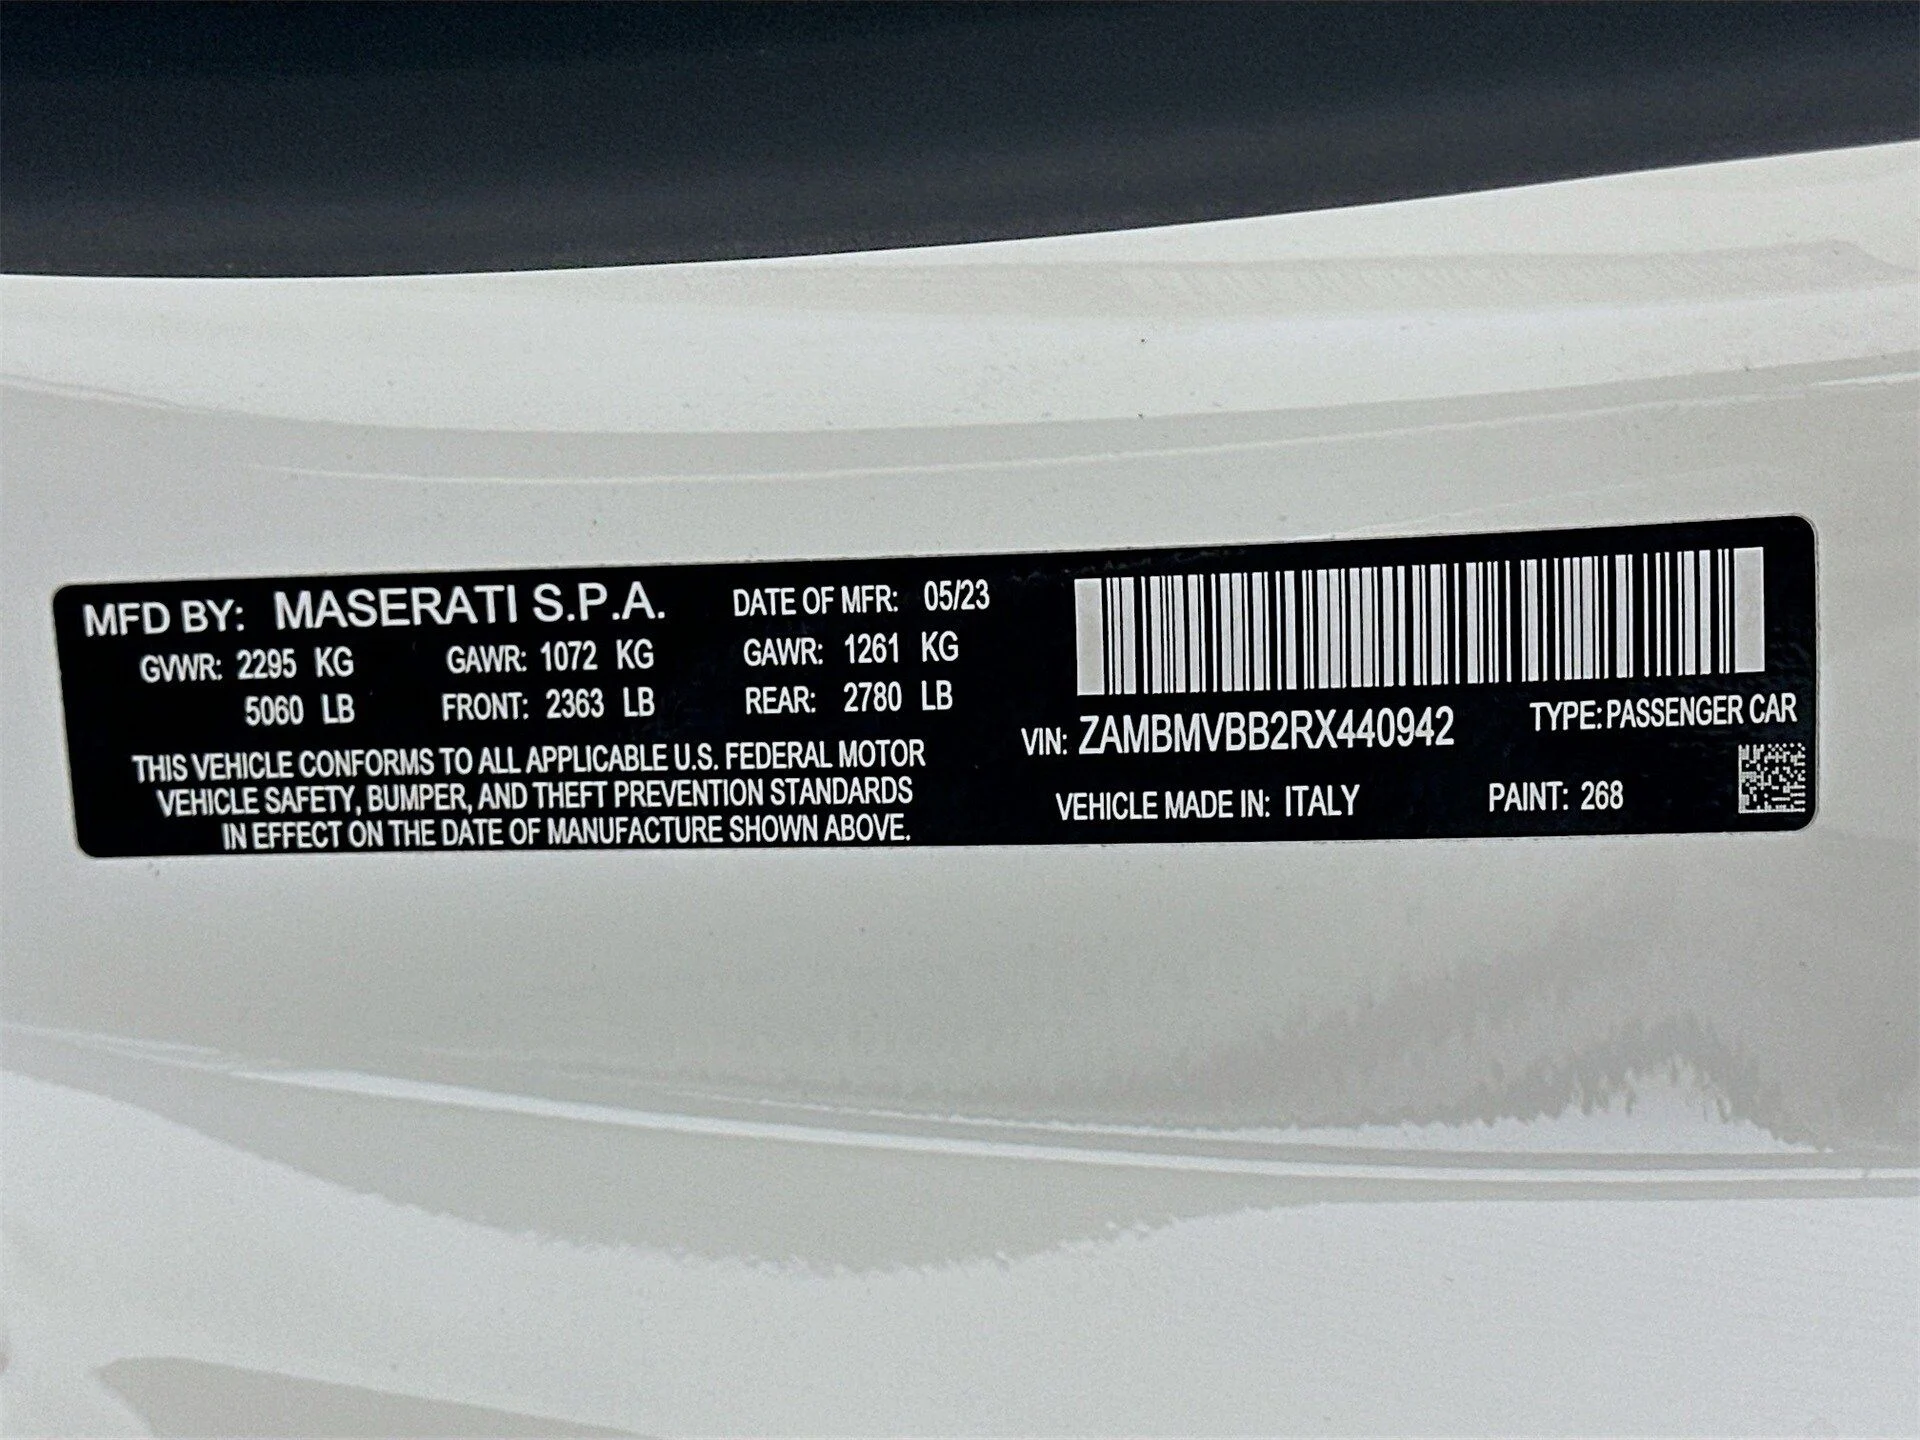 MFD BY: MASERATI S.P.A. DATE OF MFR: 05/23
GVWR: 2295 KG GAWR: 1072 KG GAWR: 1261 KG
5060 LB FRONT: 2363 LB REAR: 2780 LB
THIS VEHICLE CONFORMS TO ALL APPLICABLE U.S. FEDERAL MOTOR
VEHICLE SAFETY, BUMPER, AND THEFT PREVENTION STANDARDS
IN EFFECT ON THE DATE OF MANUFACTURE SHOWN ABOVE.
VIN: ZAMBMVBB2RX440942 TYPE: PASSENGER CAR
VEHICLE MADE IN: ITALY PAINT: 268